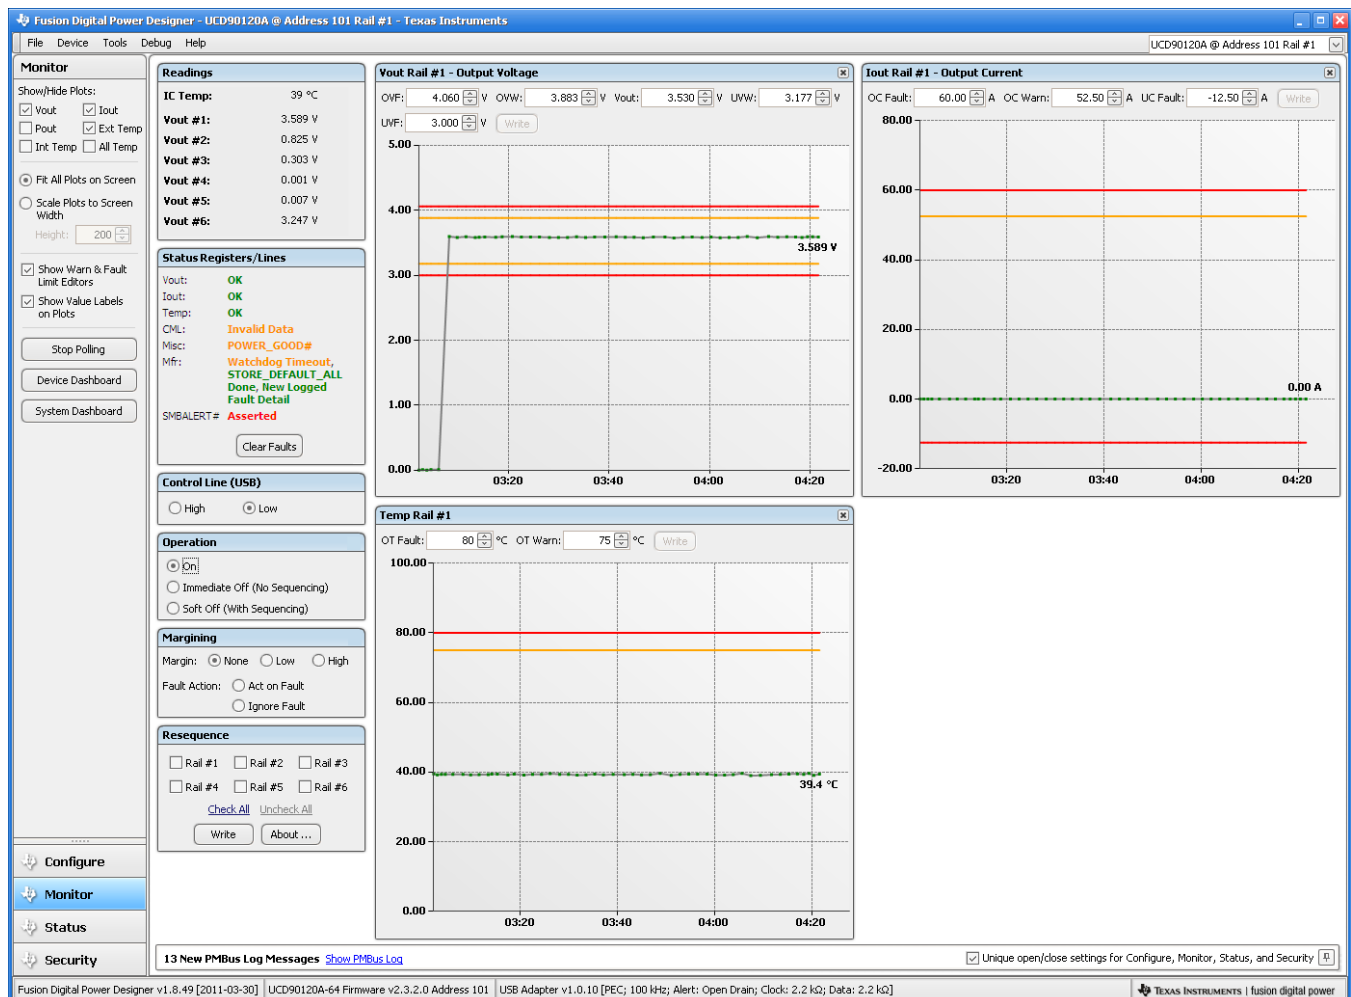 Fusion Digital Power Designer - UCD90120A @ Address 101 Rail #1 - Texas Instruments
File Device Tools Debug Help
UCD90120A @ Address 101 Rail #1
Monitor
Show/Hide Plots:
Vout Iout
Pout Ext Temp
Int Temp All Temp
Fit All Plots on Screen
Scale Plots to Screen
Width
Height: 200
Show Warn & Fault
Limit Editors
Show Value Labels
on Plots
Stop Polling
Device Dashboard
System Dashboard
Configure
Monitor
Status
Security
Readings
IC Temp: 39 °C
Vout #1: 3.589 V
Vout #2: 0.825 V
Vout #3: 0.303 V
Vout #4: 0.001 V
Vout #5: 0.007 V
Vout #6: 3.247 V
Status Registers/Lines
Vout: OK
Iout: OK
Temp: OK
CML: Invalid Data
Misc: POWER_GOOD#
Mfr: Watchdog Timeout,
STORE_DEFAULT_ALL
Done, New Logged
Fault Detail
SMBALERT# Asserted
Clear Faults
Control Line (USB)
High Low
Operation
On
Immediate Off (No Sequencing)
Soft Off (With Sequencing)
Margining
Margin: None Low High
Fault Action: Act on Fault
Ignore Fault
Resequence
Rail #1 Rail #2 Rail #3
Rail #4 Rail #5 Rail #6
Check All Uncheck All
Write About ...
Vout Rail #1 - Output Voltage
OVF: 4.060 V OVW: 3.883 V Vout: 3.530 V UVW: 3.177 V
UVF: 3.000 V Write
5.00
4.00
3.589 V
3.00
2.00
1.00
0.00
03:20 03:40 04:00 04:20
Iout Rail #1 - Output Current
OC Fault: 60.00 A OC Warn: 52.50 A UC Fault: -12.50 A Write
80.00
60.00
40.00
20.00
0.00 A
0.00
-20.00
03:20 03:40 04:00 04:20
Temp Rail #1
OT Fault: 80 °C OT Warn: 75 °C Write
100.00
80.00
60.00
40.00
39.4 °C
20.00
0.00
03:20 03:40 04:00 04:20
13 New PMBus Log Messages Show PMBus Log
Unique open/close settings for Configure, Monitor, Status, and Security
Fusion Digital Power Designer v1.8.49 [2011-03-30] UCD90120A-64 Firmware v2.3.2.0 Address 101 USB Adapter v1.0.10 [PEC; 100 kHz; Alert: Open Drain; Clock: 2.2 kΩ; Data: 2.2 kΩ] TEXAS INSTRUMENTS | fusion digital power